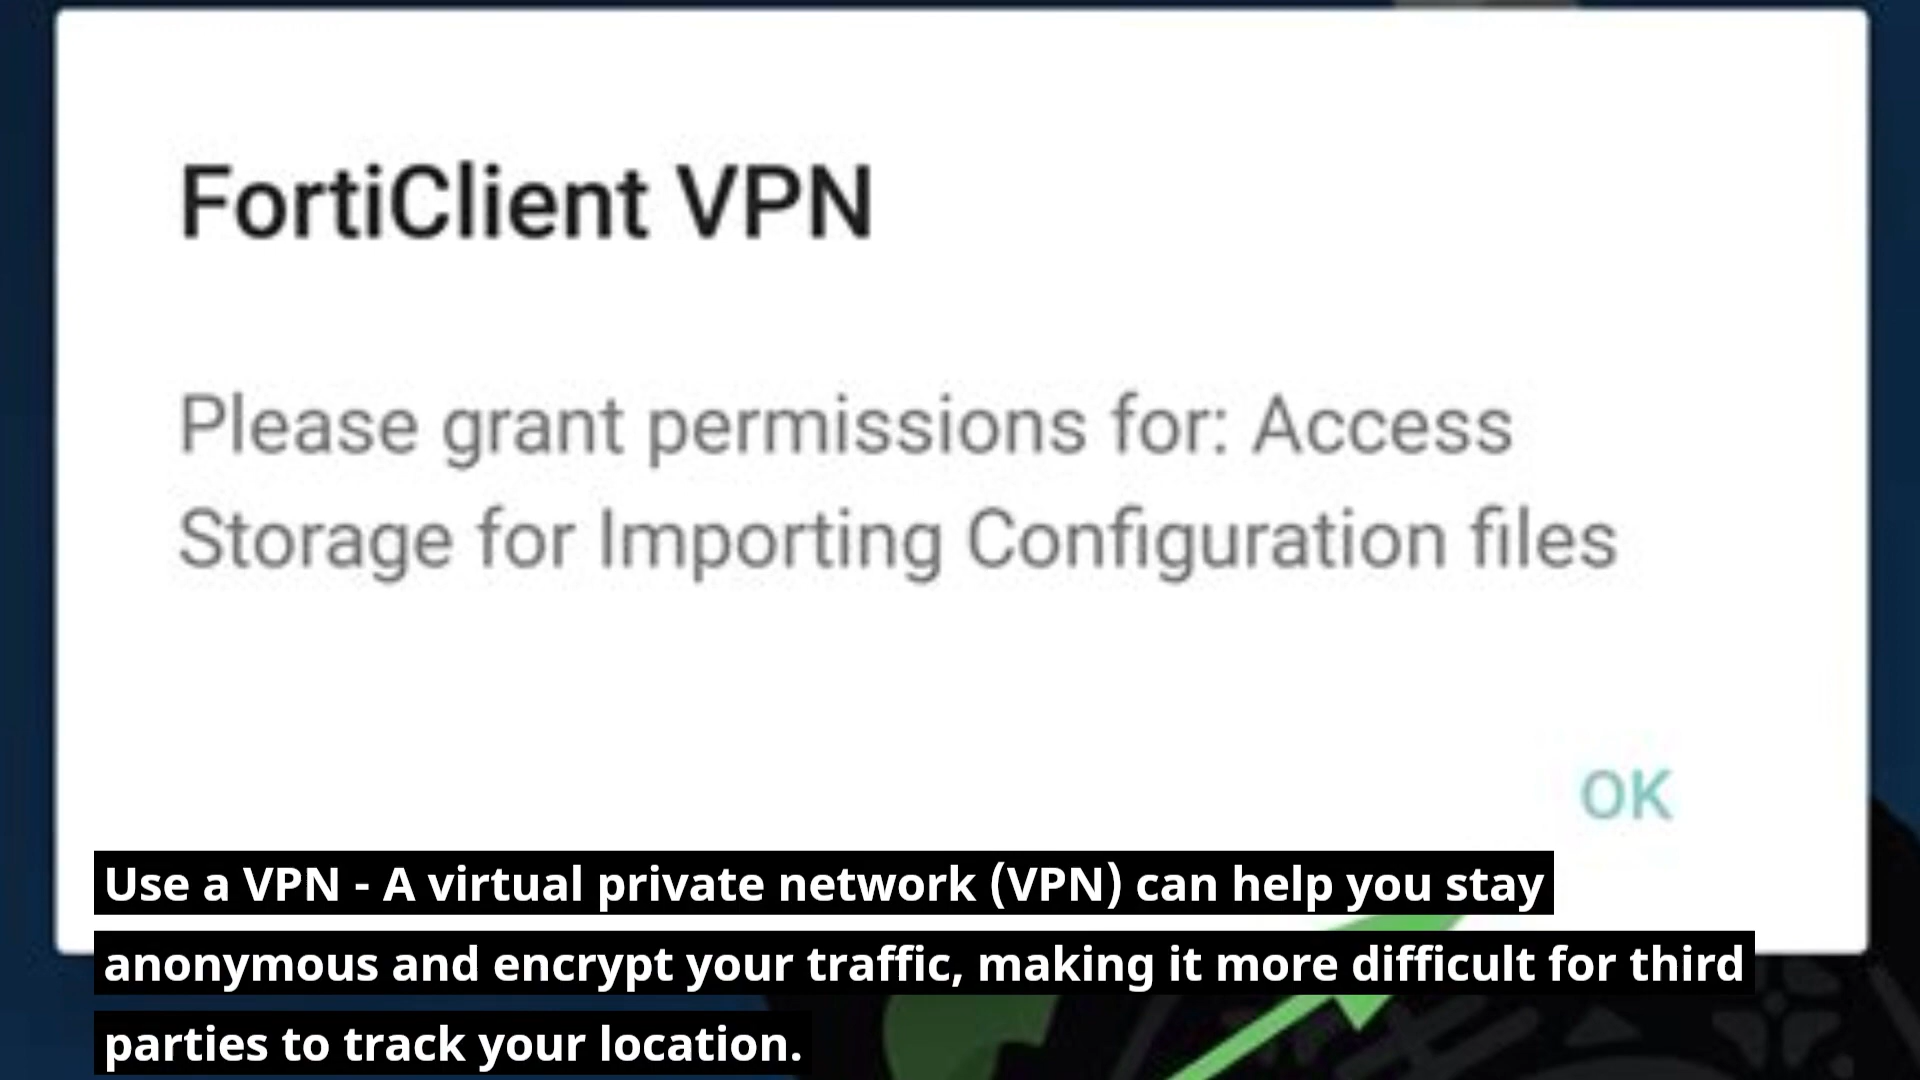 FortiClient VPN
Please grant permissions for: Access
Storage for Importing Configuration files
OK
Use a VPN - A virtual private network (VPN) can help you stay
anonymous and encrypt your traffic, making it more difficult for third
parties to track your location.